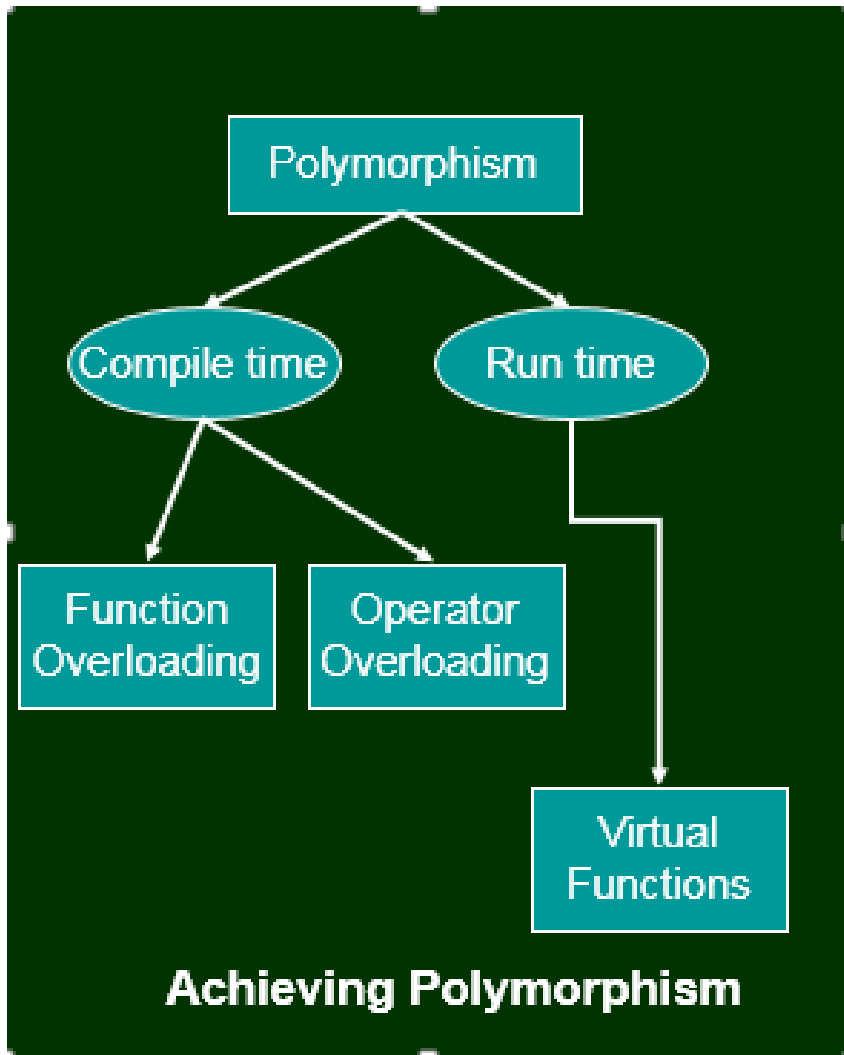 Polymorphism
Compile time
Run time
Function
Overloading
Operator
Overloading
Virtual
Functions
Achieving Polymorphism